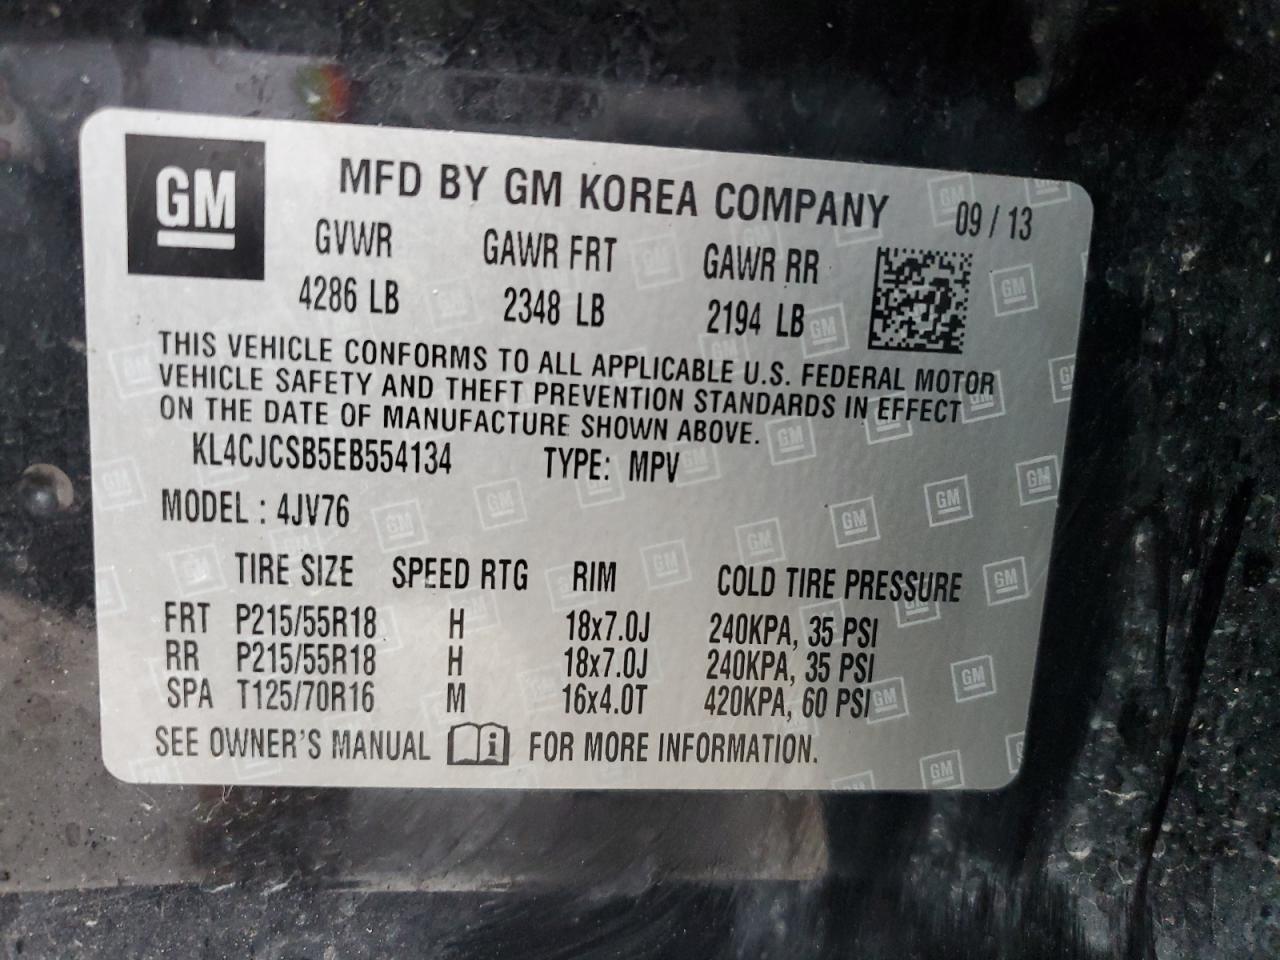 GM
MFD BY GM KOREA COMPANY 09 / 13
GVWR GAWR FRT GAWR RR
4286 LB 2348 LB 2194 LB
THIS VEHICLE CONFORMS TO ALL APPLICABLE U.S. FEDERAL MOTOR
VEHICLE SAFETY AND THEFT PREVENTION STANDARDS IN EFFECT
ON THE DATE OF MANUFACTURE SHOWN ABOVE.
KL4CJCSB5EB554134 TYPE: MPV
MODEL : 4JV76
TIRE SIZE SPEED RTG RIM COLD TIRE PRESSURE
FRT P215/55R18 H 18x7.0J 240KPA, 35 PSI
RR P215/55R18 H 18x7.0J 240KPA, 35 PSI
SPA T125/70R16 M 16x4.0T 420KPA, 60 PSI
SEE OWNER'S MANUAL i FOR MORE INFORMATION.